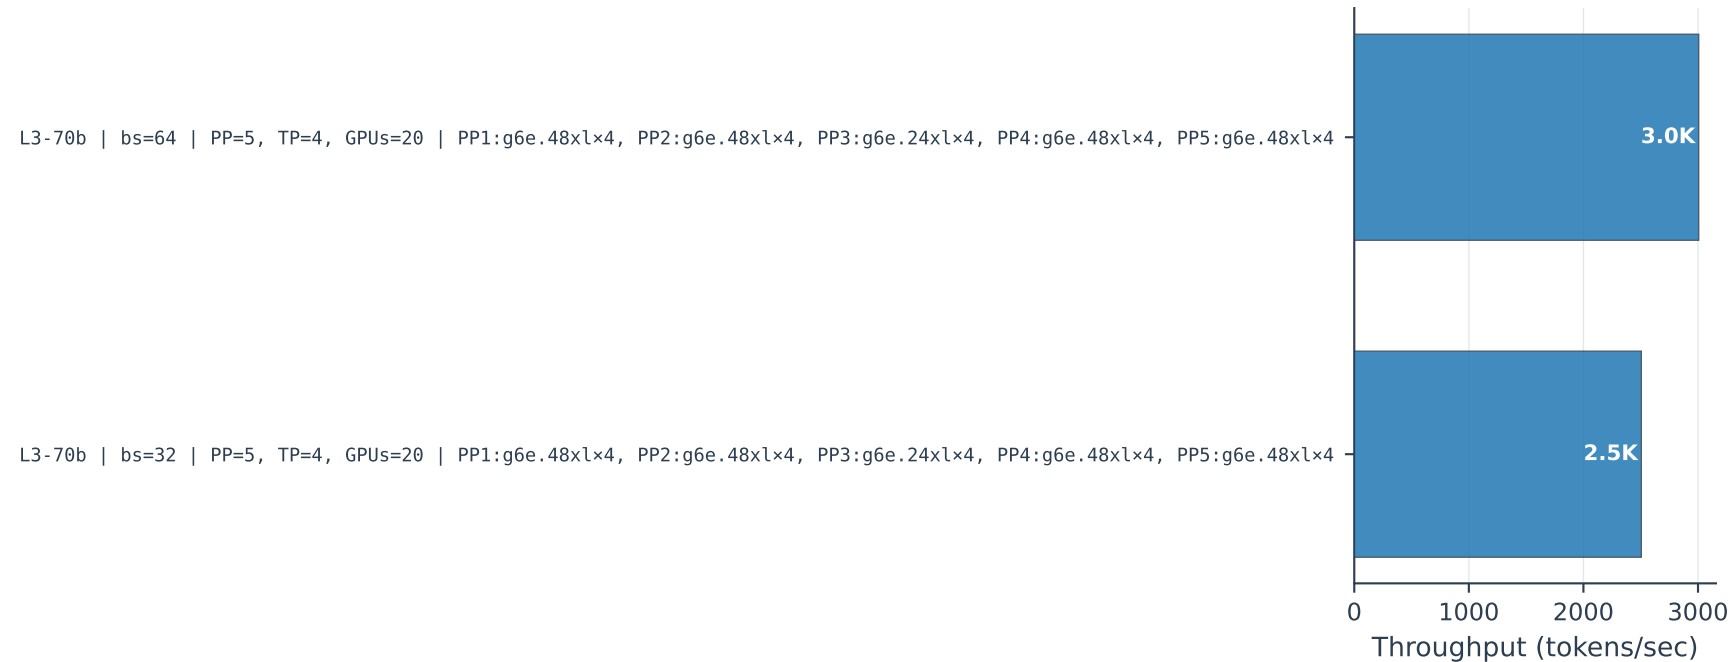 L3-70b | bs=64 | PP=5, TP=4, GPUs=20 | PP1:g6e.48xl×4, PP2:g6e.48xl×4, PP3:g6e.24xl×4, PP4:g6e.48xl×4, PP5:g6e.48xl×4
3.0K
L3-70b | bs=32 | PP=5, TP=4, GPUs=20 | PP1:g6e.48xl×4, PP2:g6e.48xl×4, PP3:g6e.24xl×4, PP4:g6e.48xl×4, PP5:g6e.48xl×4
2.5K
0 1000 2000 3000
Throughput (tokens/sec)